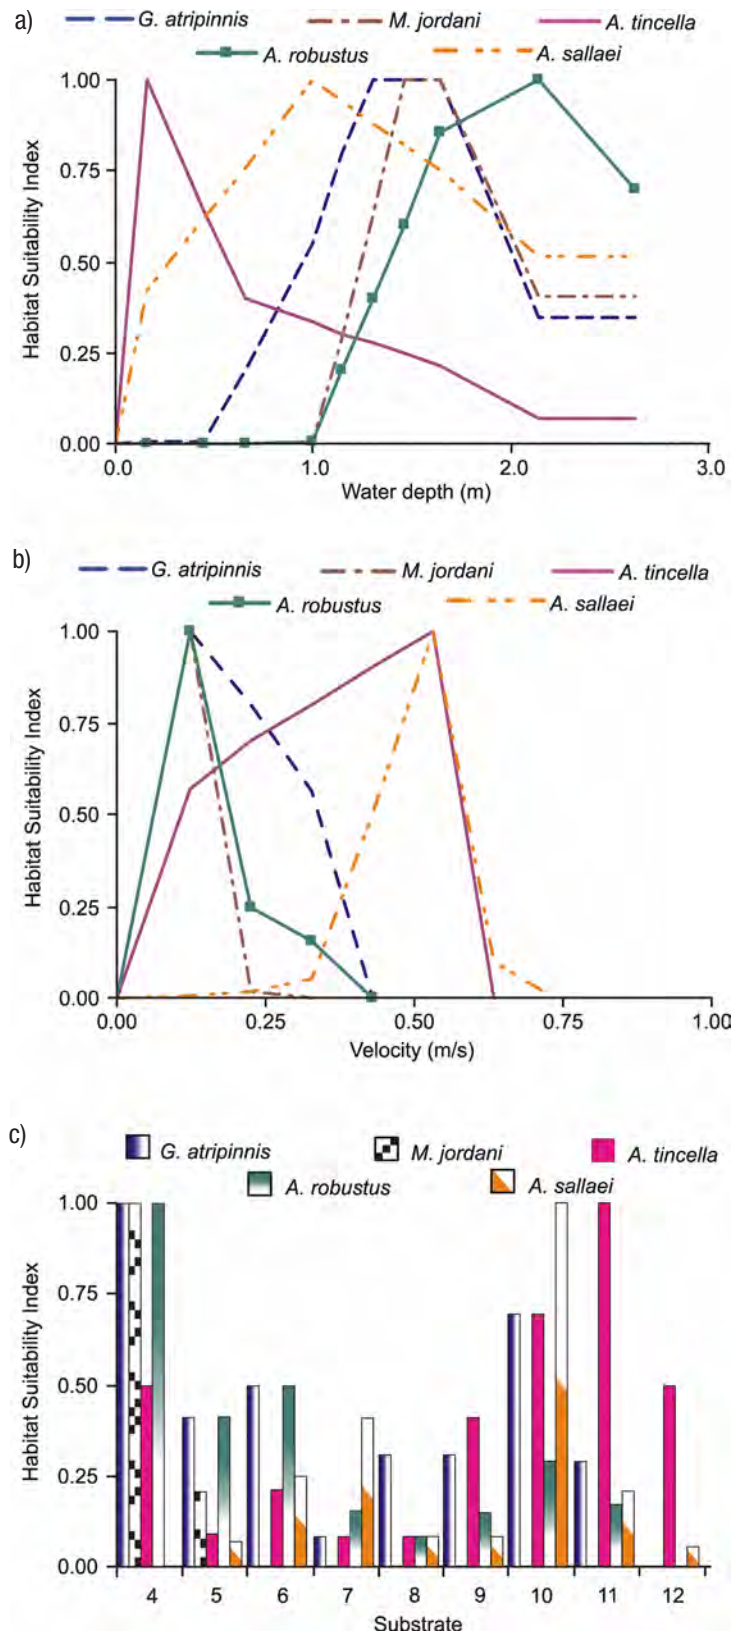 a)
G. atripinnis M. jordani A. tincella
A. robustus A. sallaei
1.00
0.75
0.50
0.25
0.00
Habitat Suitability Index
0.0 1.0 2.0 3.0
Water depth (m)
b)
G. atripinnis M. jordani A. tincella
A. robustus A. sallaei
1.00
0.75
0.50
0.25
0.00
Habitat Suitability Index
0.00 0.25 0.50 0.75 1.00
Velocity (m/s)
c)
G. atripinnis M. jordani A. tincella
A. robustus A. sallaei
1.00
0.75
0.50
0.25
0.00
Habitat Suitability Index
4 5 6 7 8 9 10 11 12
Substrate